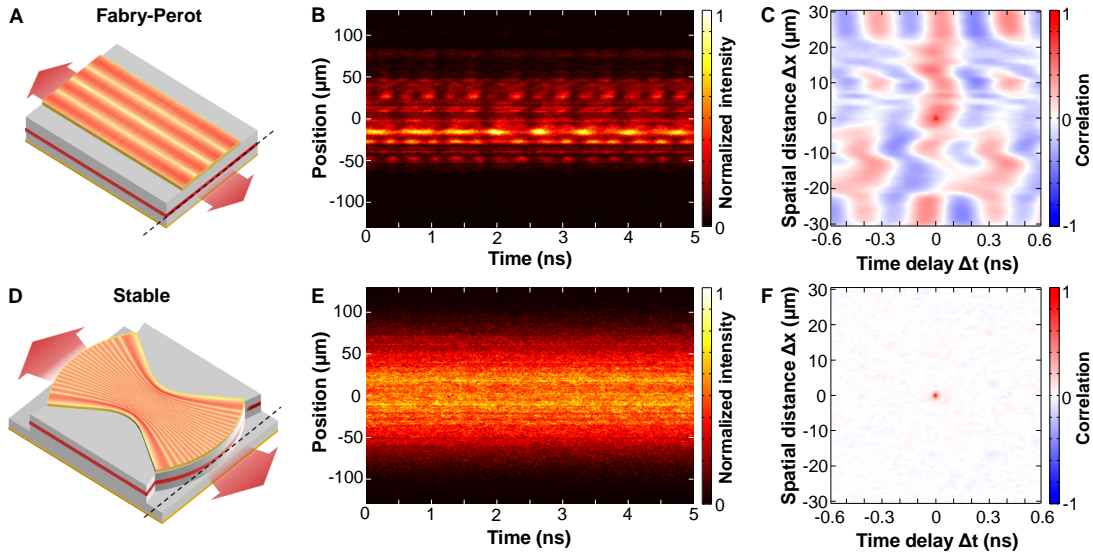 A Fabry-Perot
B
Position (µm)
100
50
0
-50
-100
0 1 2 3 4 5
Time (ns)
1
0
Normalized intensity
C
Spatial distance Δx (µm)
30
20
10
0
-10
-20
-30
-0.6 -0.3 0 0.3 0.6
Time delay Δt (ns)
1
-1
Correlation
D Stable
E
Position (µm)
100
50
0
-50
-100
0 1 2 3 4 5
Time (ns)
1
0
Normalized intensity
F
Spatial distance Δx (µm)
30
20
10
0
-10
-20
-30
-0.6 -0.3 0 0.3 0.6
Time delay Δt (ns)
1
-1
Correlation